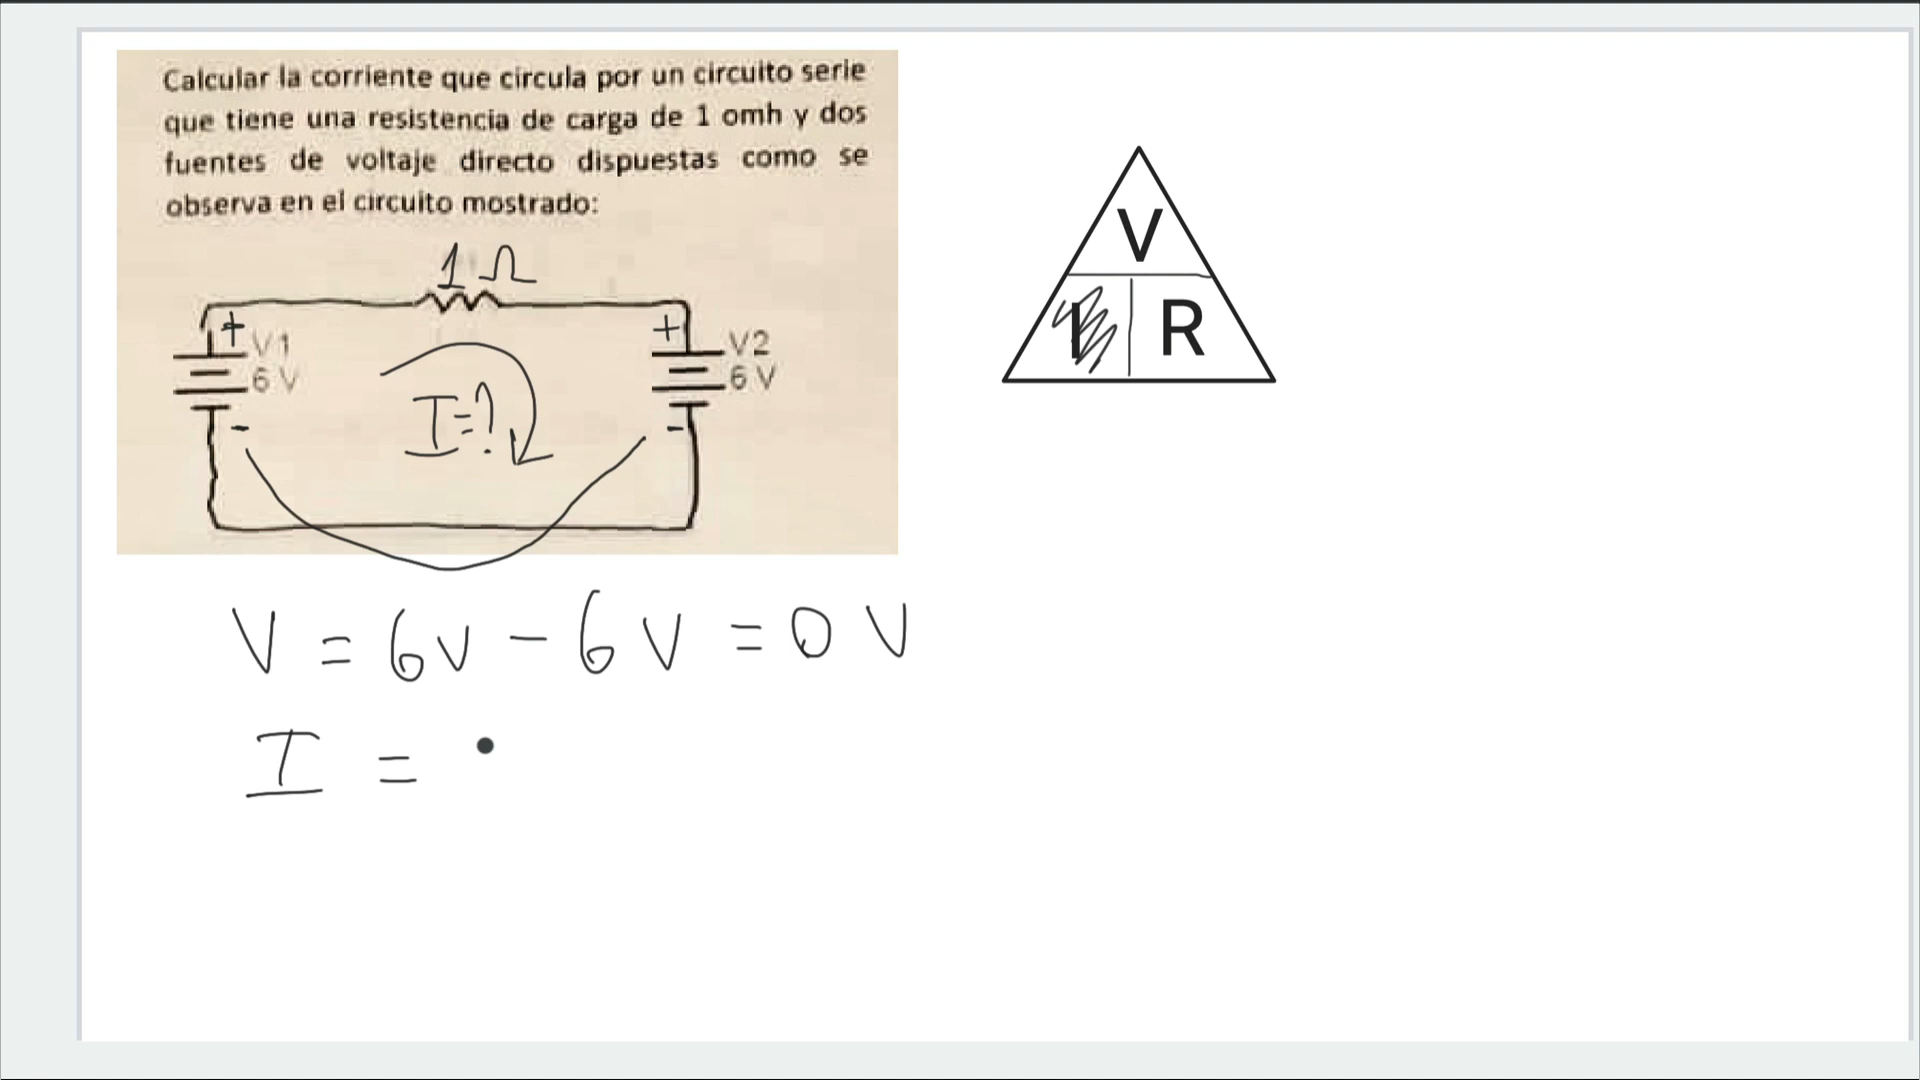 Calcular la corriente que circula por un circuito serie
que tiene una resistencia de carga de 1 omh y dos
fuentes de voltaje directo dispuestas como se
observa en el circuito mostrado:
1 Ω
+ V1
6 V
-
I=?
+ V2
6 V
-
V = 6V - 6V = 0 V
I =
V
I R